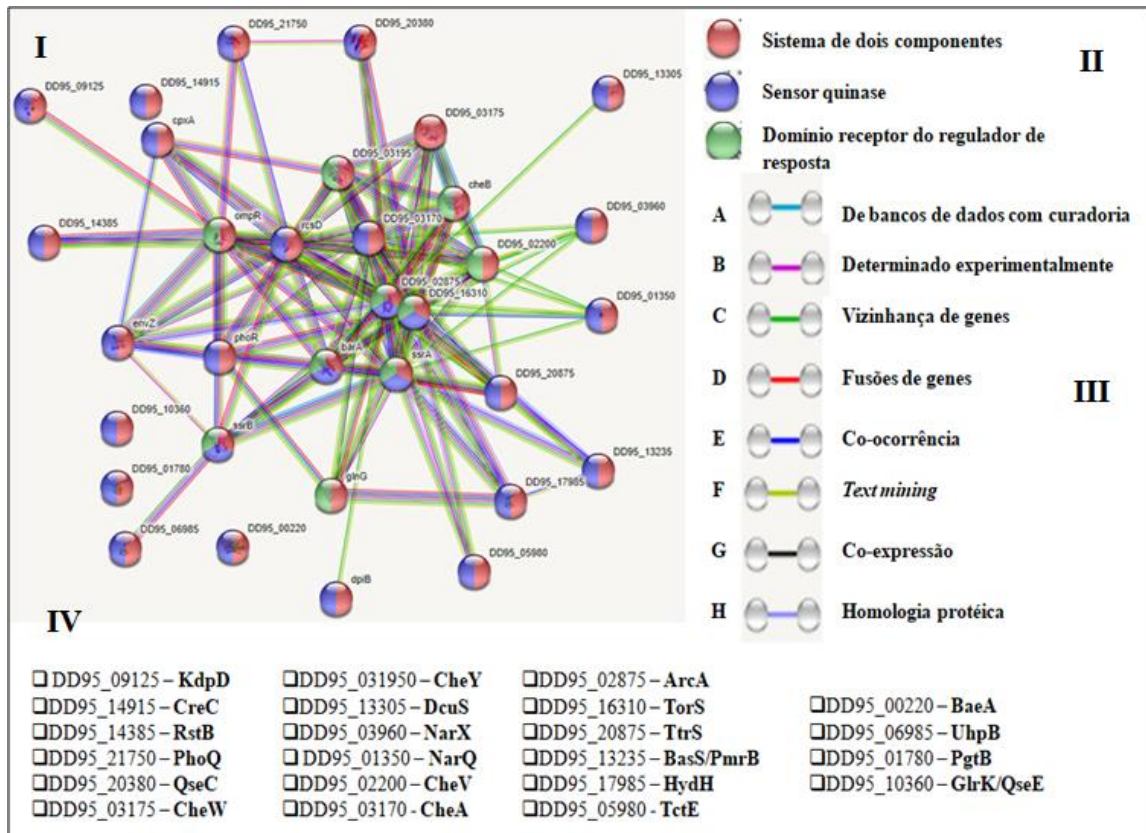 I
DD95_21750
DD95_20380
DD95_09125
DD95_14915
DD95_13305
cpxA
DD95_03175
DD95_03195
cheB
DD95_14385
ompR
rcsD
DD95_03170
DD95_03960
DD95_02200
DD95_02875
DD95_16310
DD95_01350
envZ
phoR
barA
ssrA
DD95_20875
DD95_10360
ssrB
DD95_13235
DD95_01780
glnG
DD95_17985
DD95_06985
DD95_00220
DD95_05980
dpiB
II
Sistema de dois componentes
Sensor quinase
Domínio receptor do regulador de
resposta
III
A De bancos de dados com curadoria
B Determinado experimentalmente
C Vizinhança de genes
D Fusões de genes
E Co-ocorrência
F Text mining
G Co-expressão
H Homologia protéica
IV
❑DD95_09125 – KdpD
❑DD95_14915 – CreC
❑DD95_14385 – RstB
❑DD95_21750 – PhoQ
❑DD95_20380 – QseC
❑DD95_03175 – CheW
❑DD95_031950 – CheY
❑DD95_13305 – DcuS
❑DD95_03960 – NarX
❑DD95_01350 – NarQ
❑DD95_02200 – CheV
❑DD95_03170 - CheA
❑DD95_02875 – ArcA
❑DD95_16310 – TorS
❑DD95_20875 – TtrS
❑DD95_13235 – BasS/PmrB
❑DD95_17985 – HydH
❑DD95_05980 - TctE
❑DD95_00220 – BaeA
❑DD95_06985 – UhpB
❑DD95_01780 – PgtB
❑DD95_10360 – GlrK/QseE